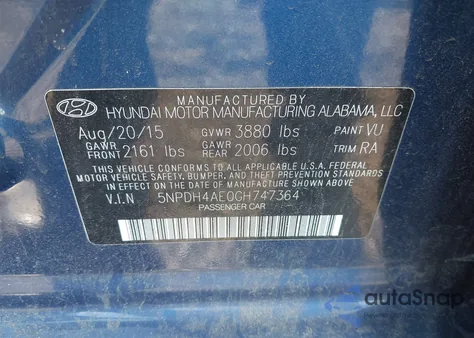 MANUFACTURED BY
HYUNDAI MOTOR MANUFACTURING ALABAMA, LLC
Aug/20/15 GVWR 3880 lbs PAINT VU
GAWR FRONT 2161 lbs GAWR REAR 2006 lbs TRIM RA
THIS VEHICLE CONFORMS TO ALL APPLICABLE U.S.A. FEDERAL
MOTOR VEHICLE SAFETY, BUMPER, AND THEFT PREVENTION STANDARDS
IN EFFECT ON THE DATE OF MANUFACTURE SHOWN ABOVE.
V.I.N 5NPDH4AE0GH747364
PASSENGER CAR
autoSnap